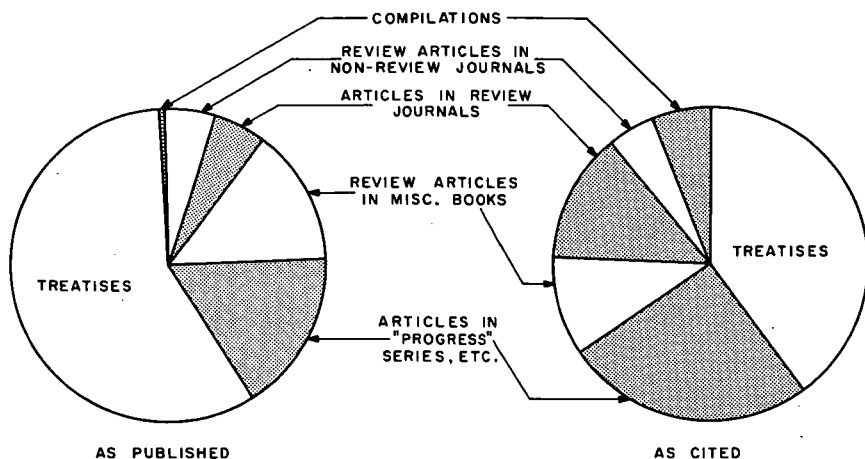 COMPILATIONS
REVIEW ARTICLES IN
NON-REVIEW JOURNALS
ARTICLES IN REVIEW
JOURNALS
REVIEW ARTICLES
IN MISC. BOOKS
TREATISES
TREATISES
ARTICLES IN
"PROGRESS"
SERIES, ETC.
AS PUBLISHED
AS CITED